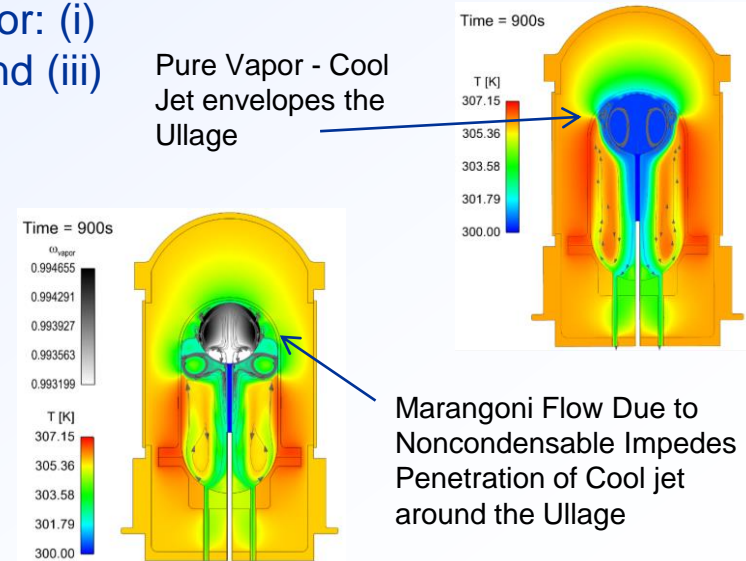 or: (i)
nd (iii)
Pure Vapor - Cool
Jet envelopes the
Ullage
Time = 900s
T [K]
307.15
305.36
303.58
301.79
300.00
Time = 900s
ωvapor
0.994655
0.994291
0.993927
0.993563
0.993199
T [K]
307.15
305.36
303.58
301.79
300.00
Marangoni Flow Due to
Noncondensable Impedes
Penetration of Cool jet
around the Ullage